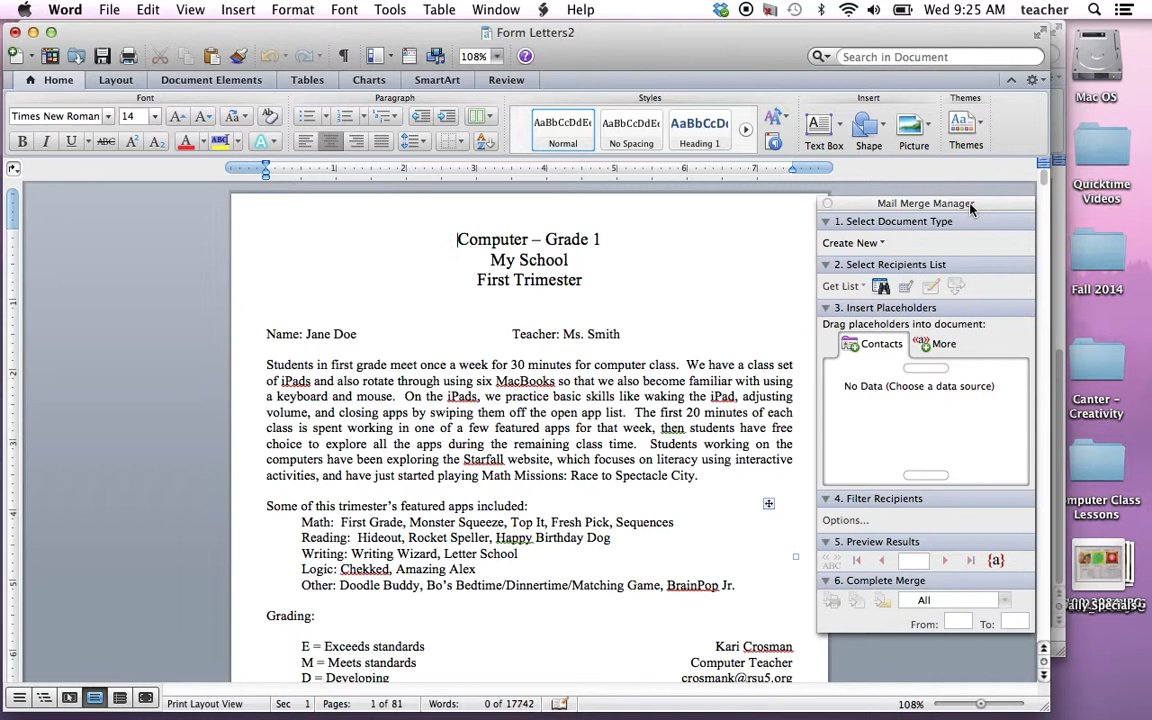 Word File Edit View Insert Format Font Tools Table Window Help Wed 9:25 AM teacher
Form Letters2
108% Search in Document
Home Layout Document Elements Tables Charts SmartArt Review
Font Paragraph Styles Insert Themes
Times New Roman 14
AaBbCcDdEe AaBbCcDdEe AaBbCcDd
Normal No Spacing Heading 1 Text Box Shape Picture Themes
B I U ABC A² A₂ A ABC A
1 2 3 4 5 6 7
Mail Merge Manager
1. Select Document Type
Create New
2. Select Recipients List
Get List
3. Insert Placeholders
Drag placeholders into document:
Contacts More
No Data (Choose a data source)
4. Filter Recipients
Options...
5. Preview Results
6. Complete Merge
All
From: To:
Computer – Grade 1
My School
First Trimester
Name: Jane Doe Teacher: Ms. Smith
Students in first grade meet once a week for 30 minutes for computer class. We have a class set
of iPads and also rotate through using six MacBooks so that we also become familiar with using
a keyboard and mouse. On the iPads, we practice basic skills like waking the iPad, adjusting
volume, and closing apps by swiping them off the open app list. The first 20 minutes of each
class is spent working in one of a few featured apps for that week, then students have free
choice to explore all the apps during the remaining class time. Students working on the
computers have been exploring the Starfall website, which focuses on literacy using interactive
activities, and have just started playing Math Missions: Race to Spectacle City.
Some of this trimester's featured apps included:
Math: First Grade, Monster Squeeze, Top It, Fresh Pick, Sequences
Reading: Hideout, Rocket Speller, Happy Birthday Dog
Writing: Writing Wizard, Letter School
Logic: Chekked, Amazing Alex
Other: Doodle Buddy, Bo's Bedtime/Dinnertime/Matching Game, BrainPop Jr.
Grading:
E = Exceeds standards Kari Crosman
M = Meets standards Computer Teacher
D = Developing crosmank@rsu5.org
Print Layout View Sec 1 Pages: 1 of 81 Words: 0 of 17742 108%
Mac OS
Quicktime
Videos
Fall 2014
Canter -
Creativity
omputer Class
Lessons